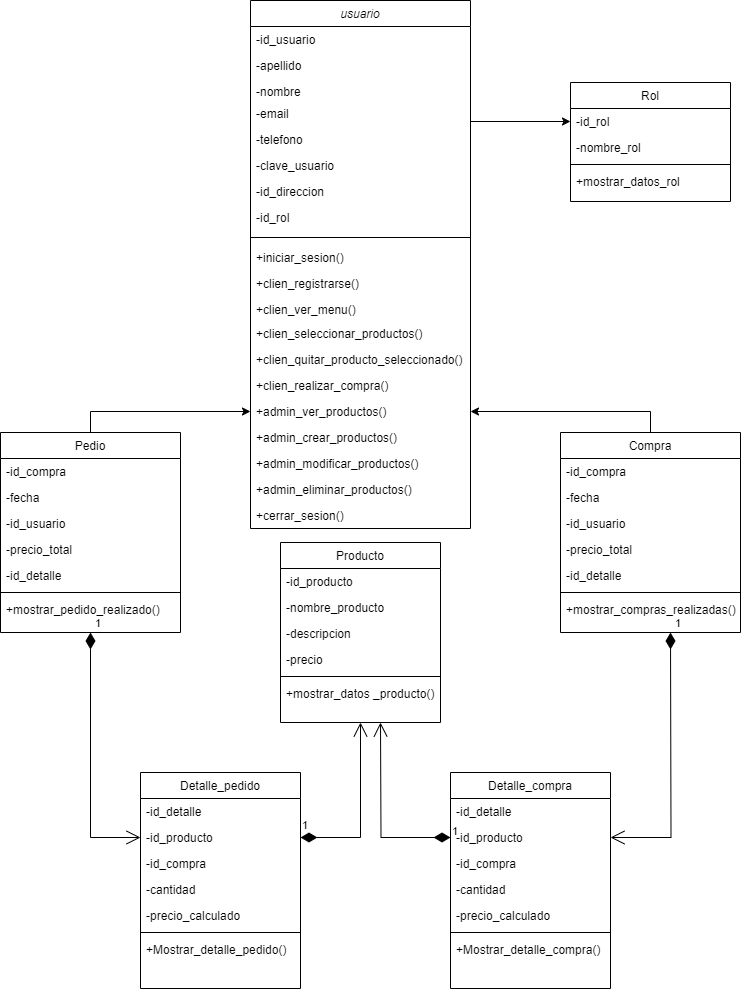 usuario
-id_usuario
-apellido
-nombre
-email
-telefono
-clave_usuario
-id_direccion
-id_rol
+iniciar_sesion()
+clien_registrarse()
+clien_ver_menu()
+clien_seleccionar_productos()
+clien_quitar_producto_seleccionado()
+clien_realizar_compra()
+admin_ver_productos()
+admin_crear_productos()
+admin_modificar_productos()
+admin_eliminar_productos()
+cerrar_sesion()
Rol
-id_rol
-nombre_rol
+mostrar_datos_rol
Pedio
-id_compra
-fecha
-id_usuario
-precio_total
-id_detalle
+mostrar_pedido_realizado()
1
Compra
-id_compra
-fecha
-id_usuario
-precio_total
-id_detalle
+mostrar_compras_realizadas()
1
Producto
-id_producto
-nombre_producto
-descripcion
-precio
+mostrar_datos _producto()
Detalle_pedido
-id_detalle
-id_producto
-id_compra
-cantidad
-precio_calculado
+Mostrar_detalle_pedido()
1
Detalle_compra
-id_detalle
-id_producto
-id_compra
-cantidad
-precio_calculado
+Mostrar_detalle_compra()
1